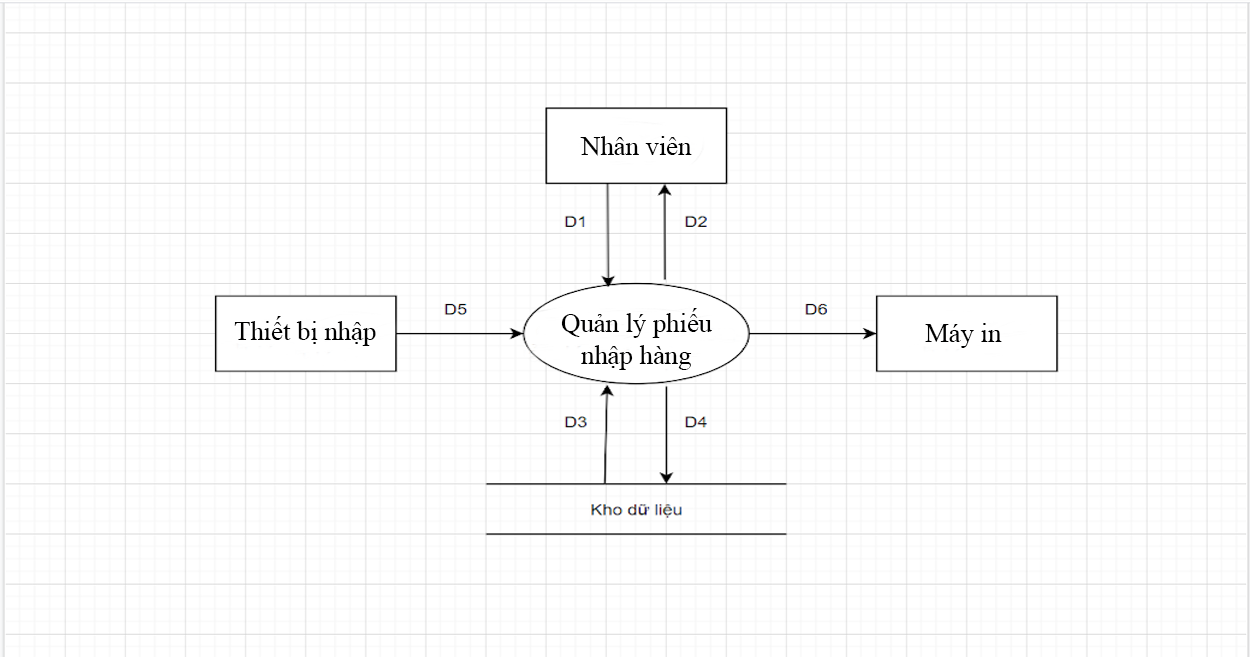 Nhân viên
D1
D2
Thiết bị nhập
D5
Quản lý phiếu
nhập hàng
D6
Máy in
D3
D4
Kho dữ liệu